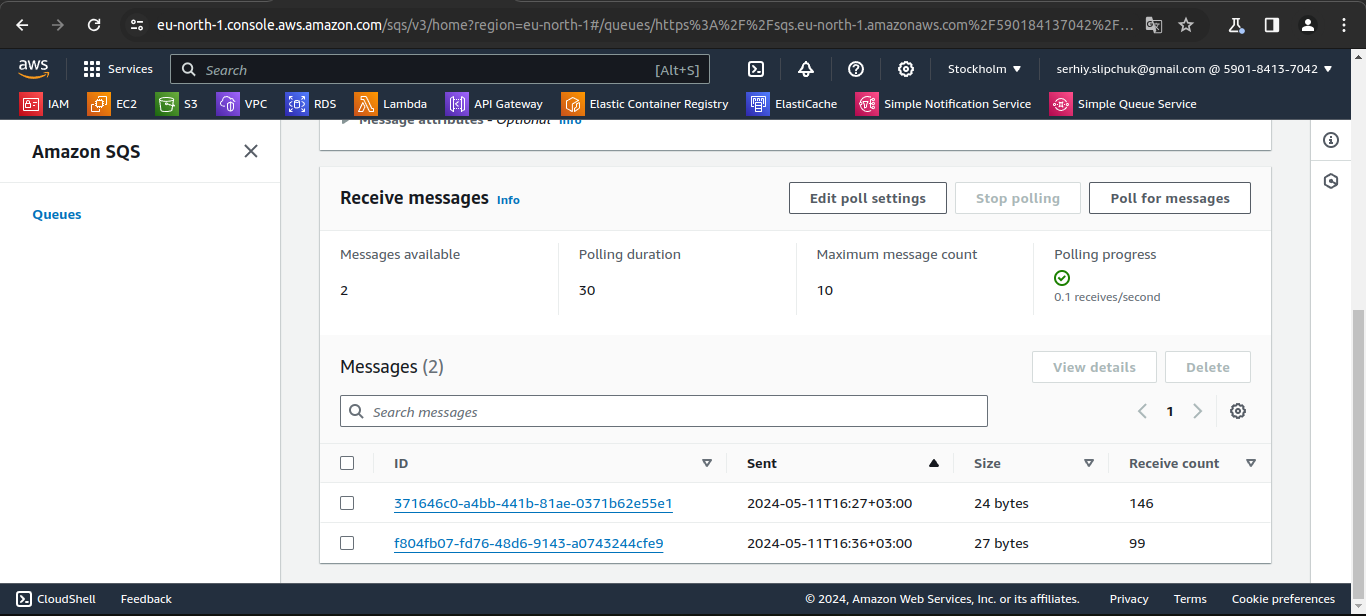 eu-north-1.console.aws.amazon.com/sqs/v3/home?region=eu-north-1#/queues/https%3A%2F%2Fsqs.eu-north-1.amazonaws.com%2F590184137042%2F...
aws
Services
Search
[Alt+S]
Stockholm
serhiy.slipchuk@gmail.com @ 5901-8413-7042
IAM EC2 S3 VPC RDS Lambda API Gateway Elastic Container Registry ElastiCache Simple Notification Service Simple Queue Service
Message attributes - Optional Info
Amazon SQS
Queues
Receive messages Info
Edit poll settings Stop polling Poll for messages
Messages available Polling duration Maximum message count Polling progress
2 30 10
0.1 receives/second
Messages (2)
View details Delete
Search messages
1
ID Sent Size Receive count
371646c0-a4bb-441b-81ae-0371b62e55e1 2024-05-11T16:27+03:00 24 bytes 146
f804fb07-fd76-48d6-9143-a0743244cfe9 2024-05-11T16:36+03:00 27 bytes 99
CloudShell Feedback © 2024, Amazon Web Services, Inc. or its affiliates. Privacy Terms Cookie preferences